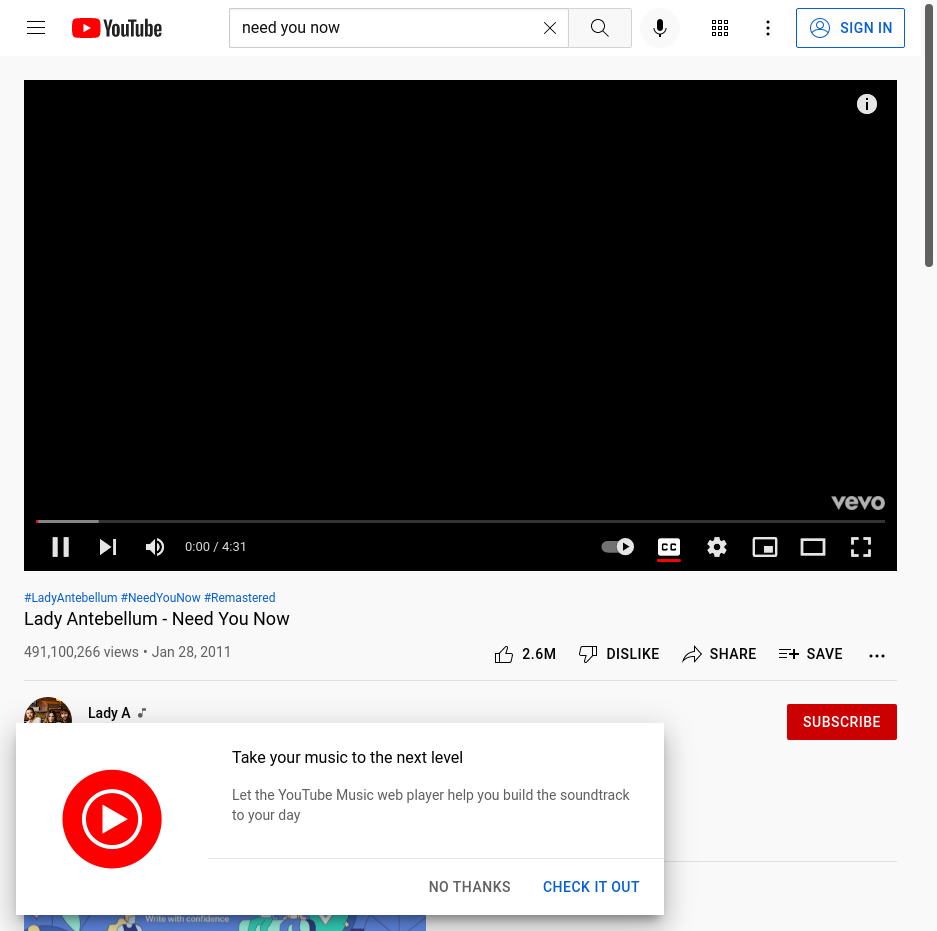 YouTube
need you now
SIGN IN
vevo
0:00 / 4:31
CC
#LadyAntebellum #NeedYouNow #Remastered
Lady Antebellum - Need You Now
491,100,266 views • Jan 28, 2011
2.6M
DISLIKE
SHARE
SAVE
Lady A
SUBSCRIBE
Take your music to the next level
Let the YouTube Music web player help you build the soundtrack
to your day
NO THANKS
CHECK IT OUT
Write with confidence